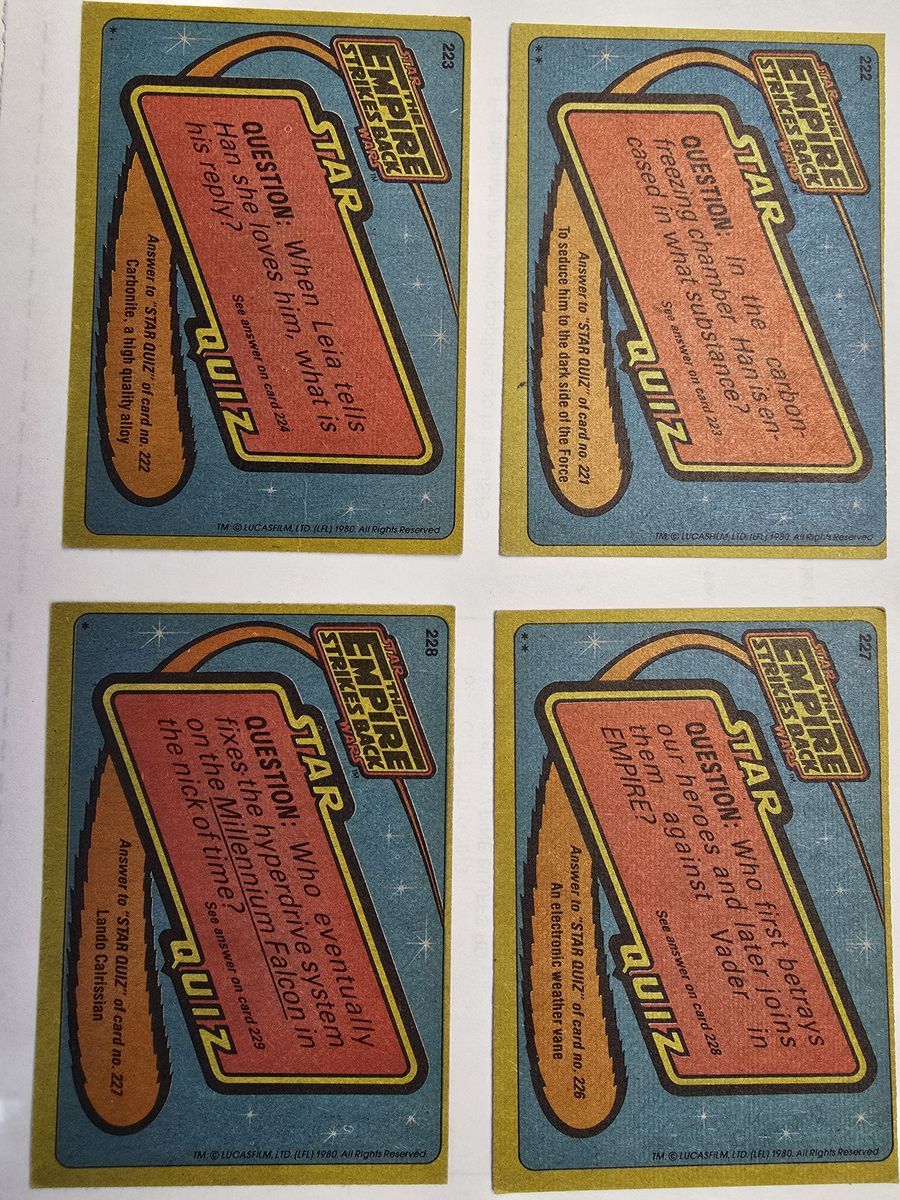 223
STAR
THE
EMPIRE
STRIKES BACK
WARS™
STAR
QUESTION: When Leia tells
Han she loves him, what is
his reply?
See answer on card 224
QUIZ
Answer to "STAR QUIZ" of card no. 222
Carbonite, a high quality alloy
TM: © LUCASFILM, LTD. (LFL) 1980. All Rights Reserved
*
222
STAR
THE
EMPIRE
STRIKES BACK
WARS™
STAR
QUESTION: In the carbon-
freezing chamber, Han is en-
cased in what substance?
See answer on card 223
QUIZ
Answer to "STAR QUIZ" of card no. 221
To seduce him to the dark side of the Force
TM: © LUCASFILM, LTD. (LFL) 1980. All Rights Reserved
**
228
STAR
THE
EMPIRE
STRIKES BACK
WARS™
STAR
QUESTION: Who eventually
fixes the hyperdrive system
on the Millennium Falcon in
the nick of time?
See answer on card 229
QUIZ
Answer to "STAR QUIZ" of card no. 227
Lando Calrissian
TM: © LUCASFILM, LTD. (LFL) 1980. All Rights Reserved
*
227
STAR
THE
EMPIRE
STRIKES BACK
WARS™
STAR
QUESTION: Who first betrays
our heroes and later joins
them against Vader in
EMPIRE?
See answer on card 228
QUIZ
Answer to "STAR QUIZ" of card no. 226
An electronic weather vane
TM: © LUCASFILM, LTD. (LFL) 1980. All Rights Reserved
**